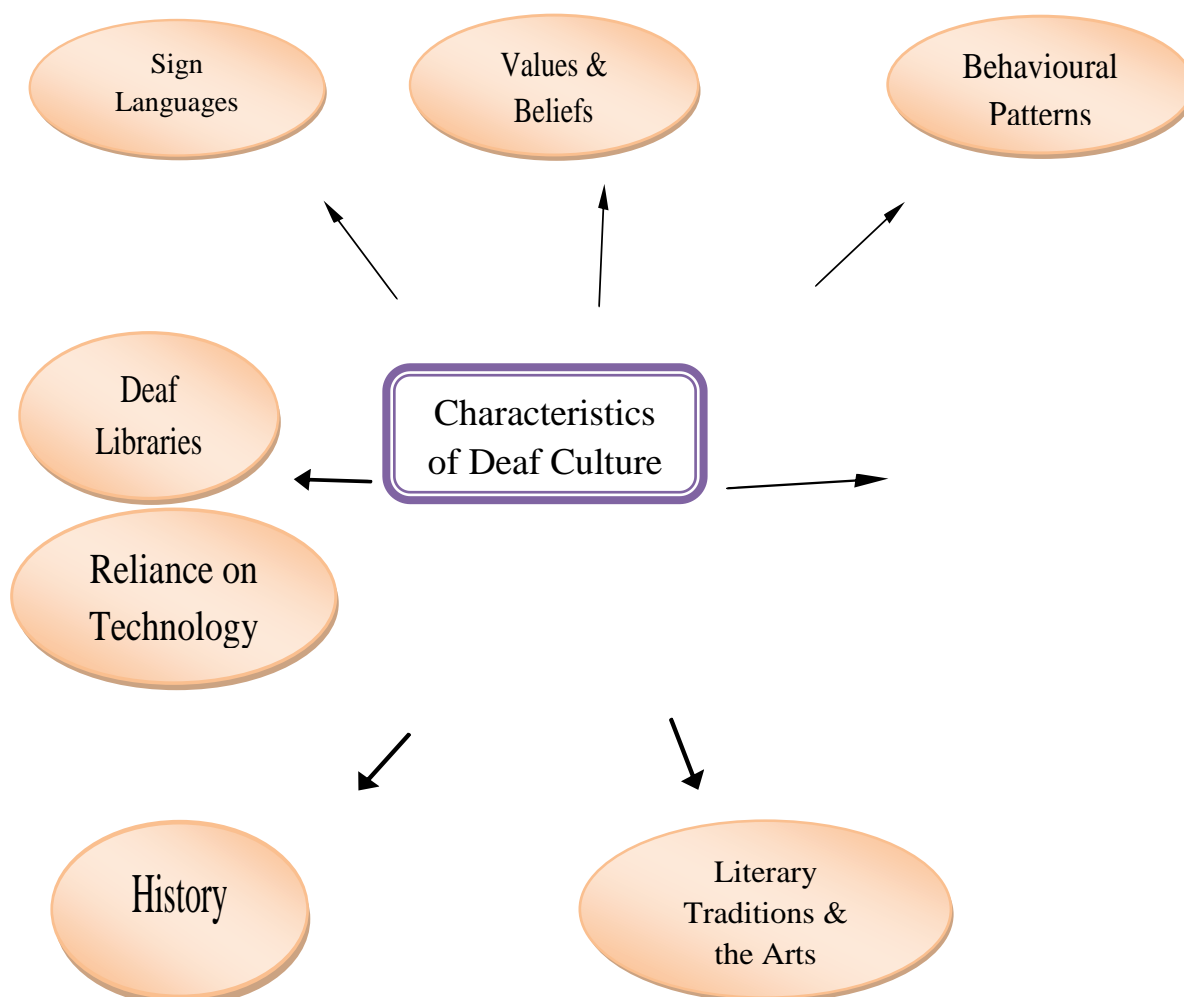 Sign
Languages
Values &
Beliefs
Behavioural
Patterns
Deaf
Libraries
Characteristics
of Deaf Culture
Reliance on
Technology
History
Literary
Traditions &
the Arts